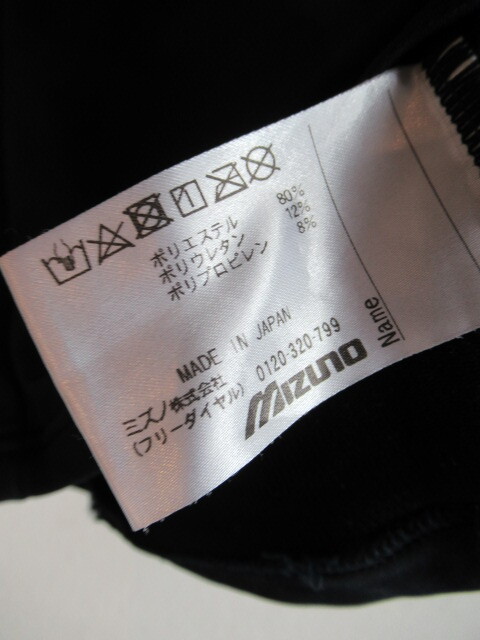 ポリエステル 80%
ポリウレタン 12%
ポリプロピレン 8%
MADE IN JAPAN
ミズノ株式会社
(フリーダイヤル) 0120-320-799
MIZUNO
Name